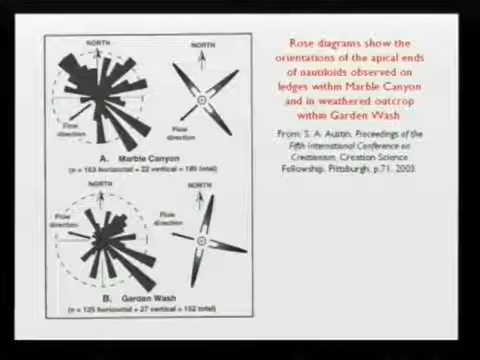 Rose diagrams show the
orientations of the apical ends
of nautiloids observed on
ledges within Marble Canyon
and in weathered outcrop
within Garden Wash
From: S. A. Austin, Proceedings of the
Fifth International Conference on
Creationism, Creation Science
Fellowship, Pittsburgh, p.71, 2003
NORTH
NORTH
Flow
direction
Flow
direction
A. Marble Canyon
(n = 163 horizontal + 22 vertical = 185 total)
NORTH
NORTH
Flow
direction
Flow
direction
B. Garden Wash
(n = 125 horizontal + 27 vertical = 152 total)